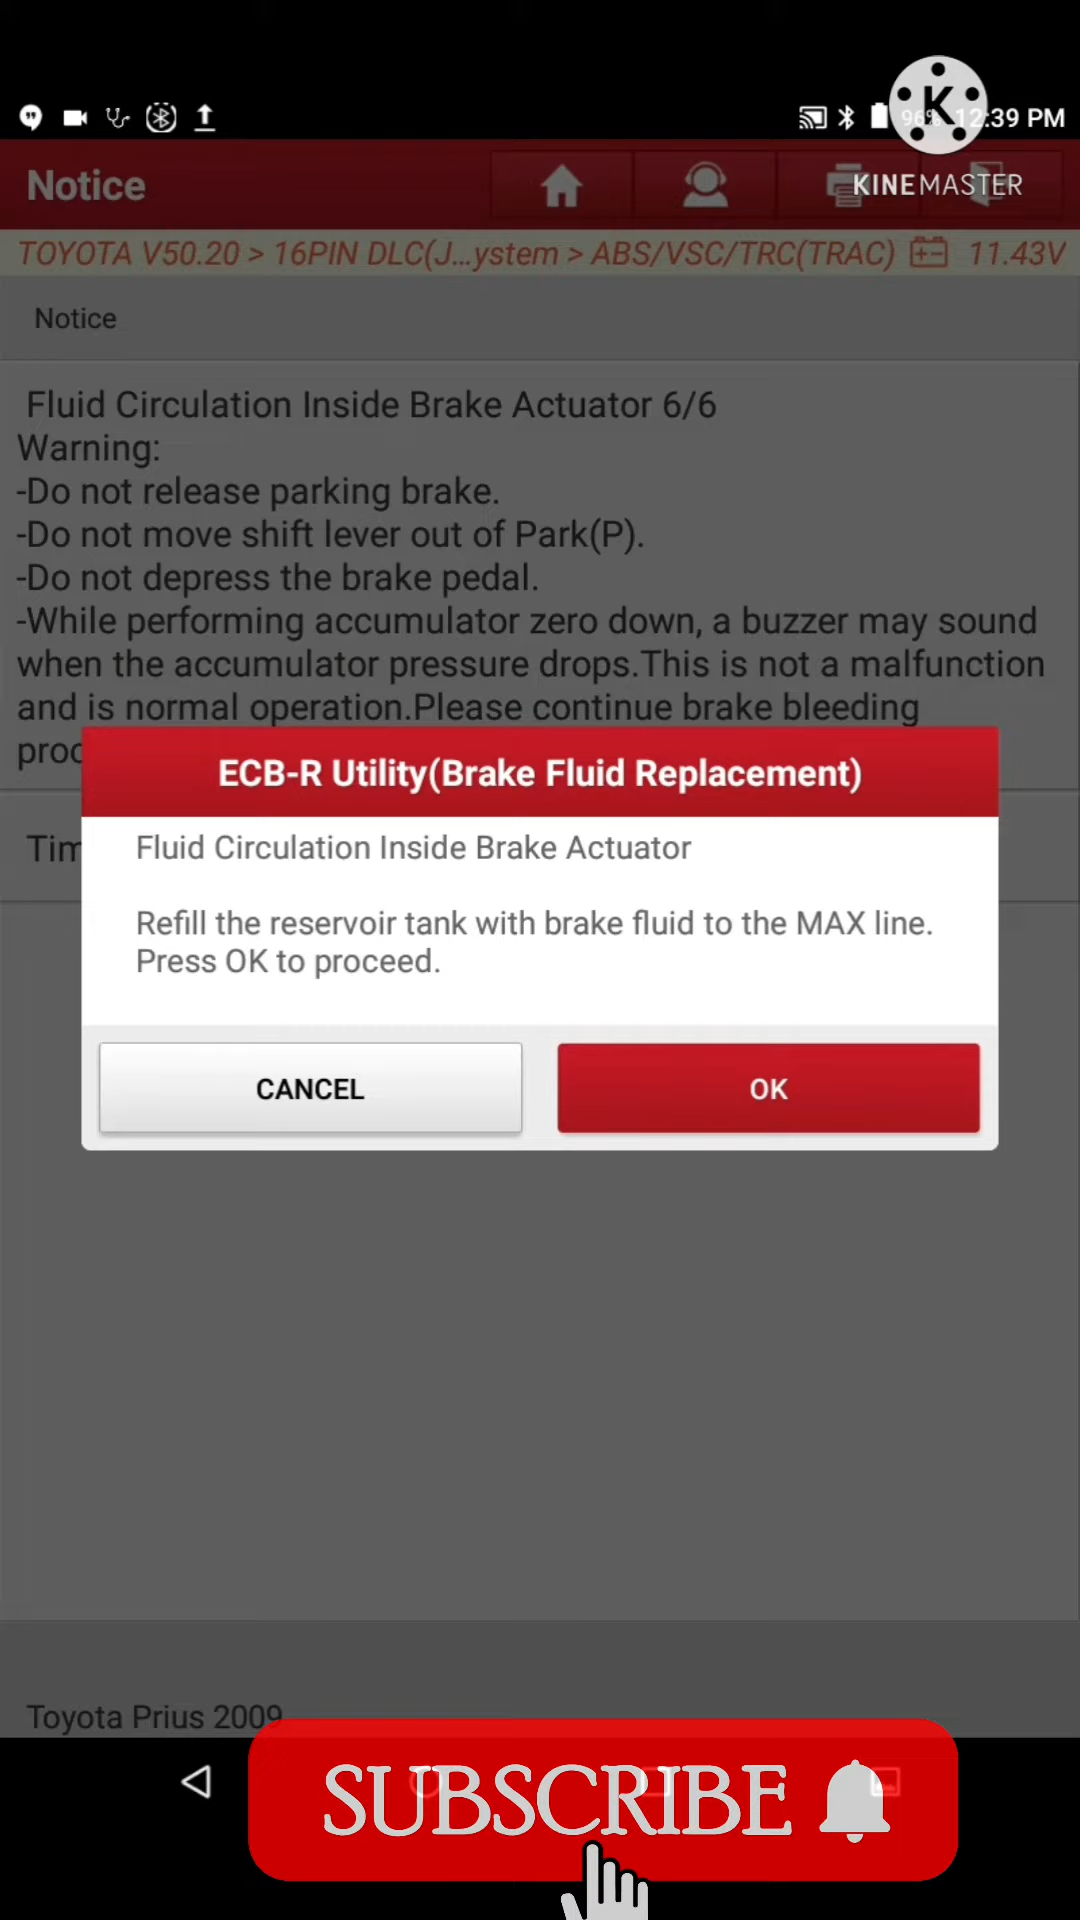 96% 12:39 PM
KINEMASTER
Notice
TOYOTA V50.20 > 16PIN DLC(J...ystem > ABS/VSC/TRC(TRAC) 11.43V
Notice
Fluid Circulation Inside Brake Actuator 6/6
Warning:
-Do not release parking brake.
-Do not move shift lever out of Park(P).
-Do not depress the brake pedal.
-While performing accumulator zero down, a buzzer may sound
when the accumulator pressure drops.This is not a malfunction
and is normal operation.Please continue brake bleeding
ECB-R Utility(Brake Fluid Replacement)
Fluid Circulation Inside Brake Actuator
Refill the reservoir tank with brake fluid to the MAX line.
Press OK to proceed.
CANCEL
OK
Toyota Prius 2009
SUBSCRIBE